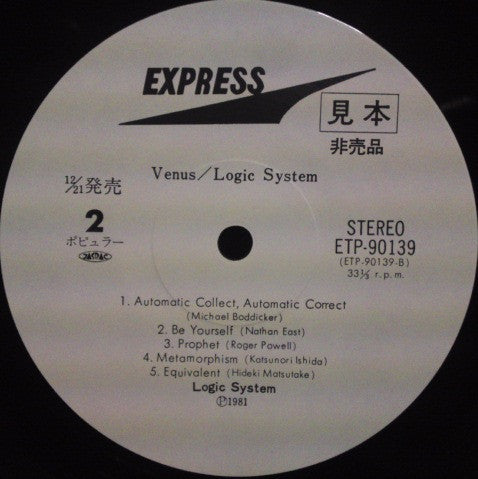 EXPRESS
見本
非売品
Venus/Logic System
12/21発売
2
ポピュラー
STEREO
ETP-90139
(ETP-90139-B)
33⅓ r.p.m.
1. Automatic Collect, Automatic Correct
(Michael Boddicker)
2. Be Yourself (Nathan East)
3. Prophet (Roger Powell)
4. Metamorphism (Katsunori Ishida)
5. Equivalent (Hideki Matsutake)
Logic System
℗1981